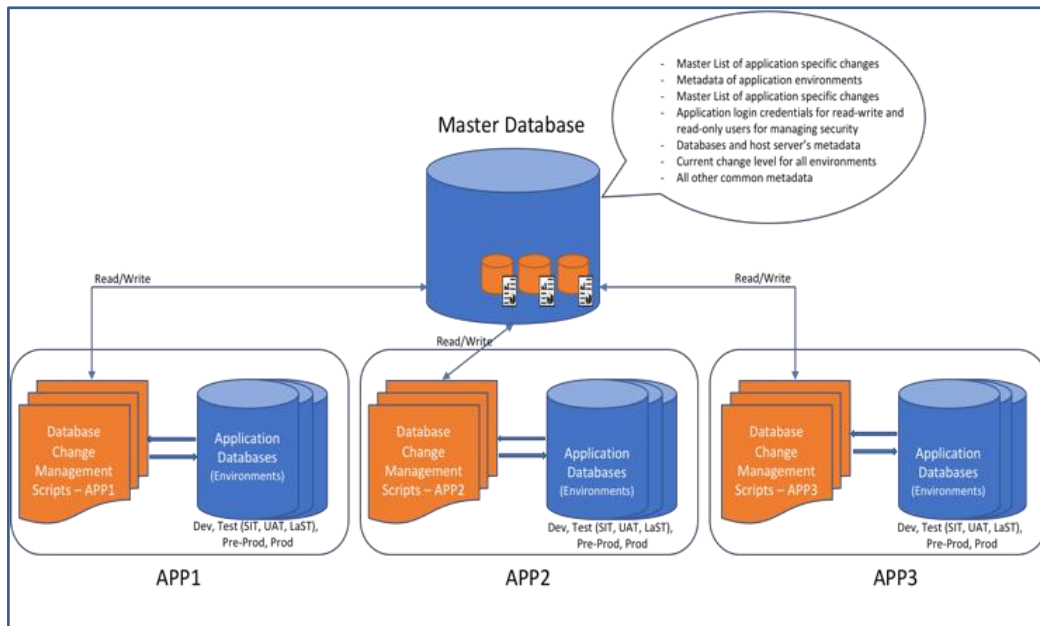 - Master List of application specific changes
- Metadata of application environments
- Master List of application specific changes
- Application login credentials for read-write and
read-only users for managing security
- Databases and host server's metadata
- Current change level for all environments
- All other common metadata
Master Database
Read/Write
Read/Write
Read/Write
Database
Change
Management
Scripts – APP1
Application
Databases
(Environments)
Dev, Test (SIT, UAT, LaST),
Pre-Prod, Prod
APP1
Database
Change
Management
Scripts – APP2
Application
Databases
(Environments)
Dev, Test (SIT, UAT, LaST),
Pre-Prod, Prod
APP2
Database
Change
Management
Scripts – APP3
Application
Databases
(Environments)
Dev, Test (SIT, UAT, LaST),
Pre-Prod, Prod
APP3